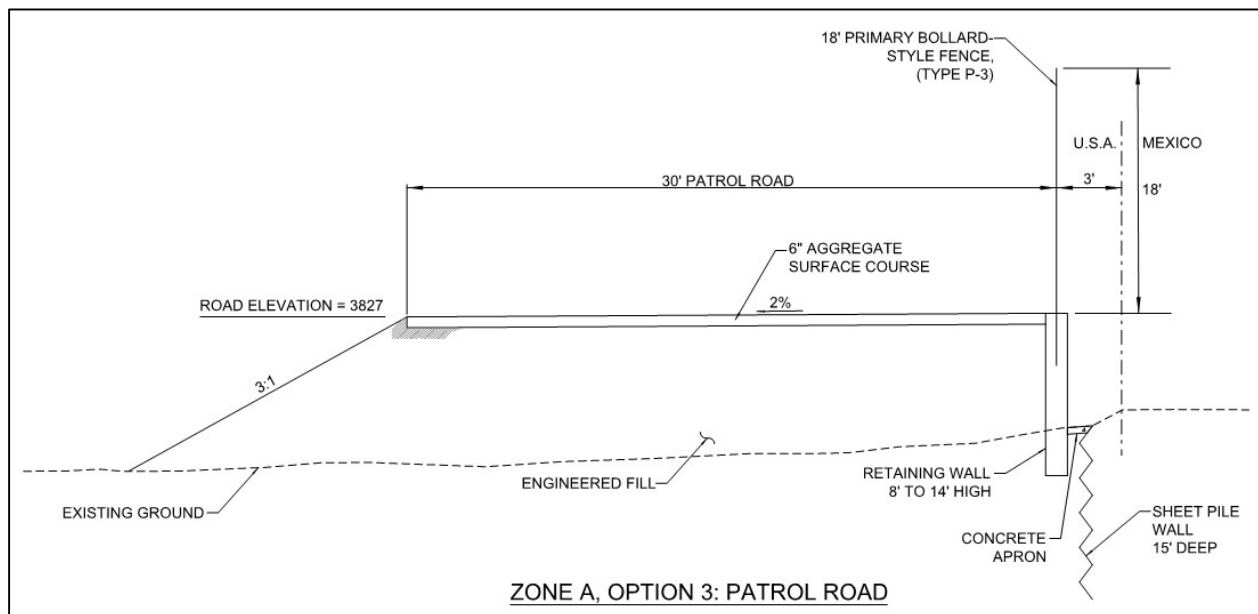 18' PRIMARY BOLLARD-
STYLE FENCE,
(TYPE P-3)
U.S.A.
MEXICO
30' PATROL ROAD
3'
18'
6" AGGREGATE
SURFACE COURSE
ROAD ELEVATION = 3827
2%
3:1
RETAINING WALL
8' TO 14' HIGH
ENGINEERED FILL
EXISTING GROUND
SHEET PILE
WALL
15' DEEP
CONCRETE
APRON
ZONE A, OPTION 3: PATROL ROAD